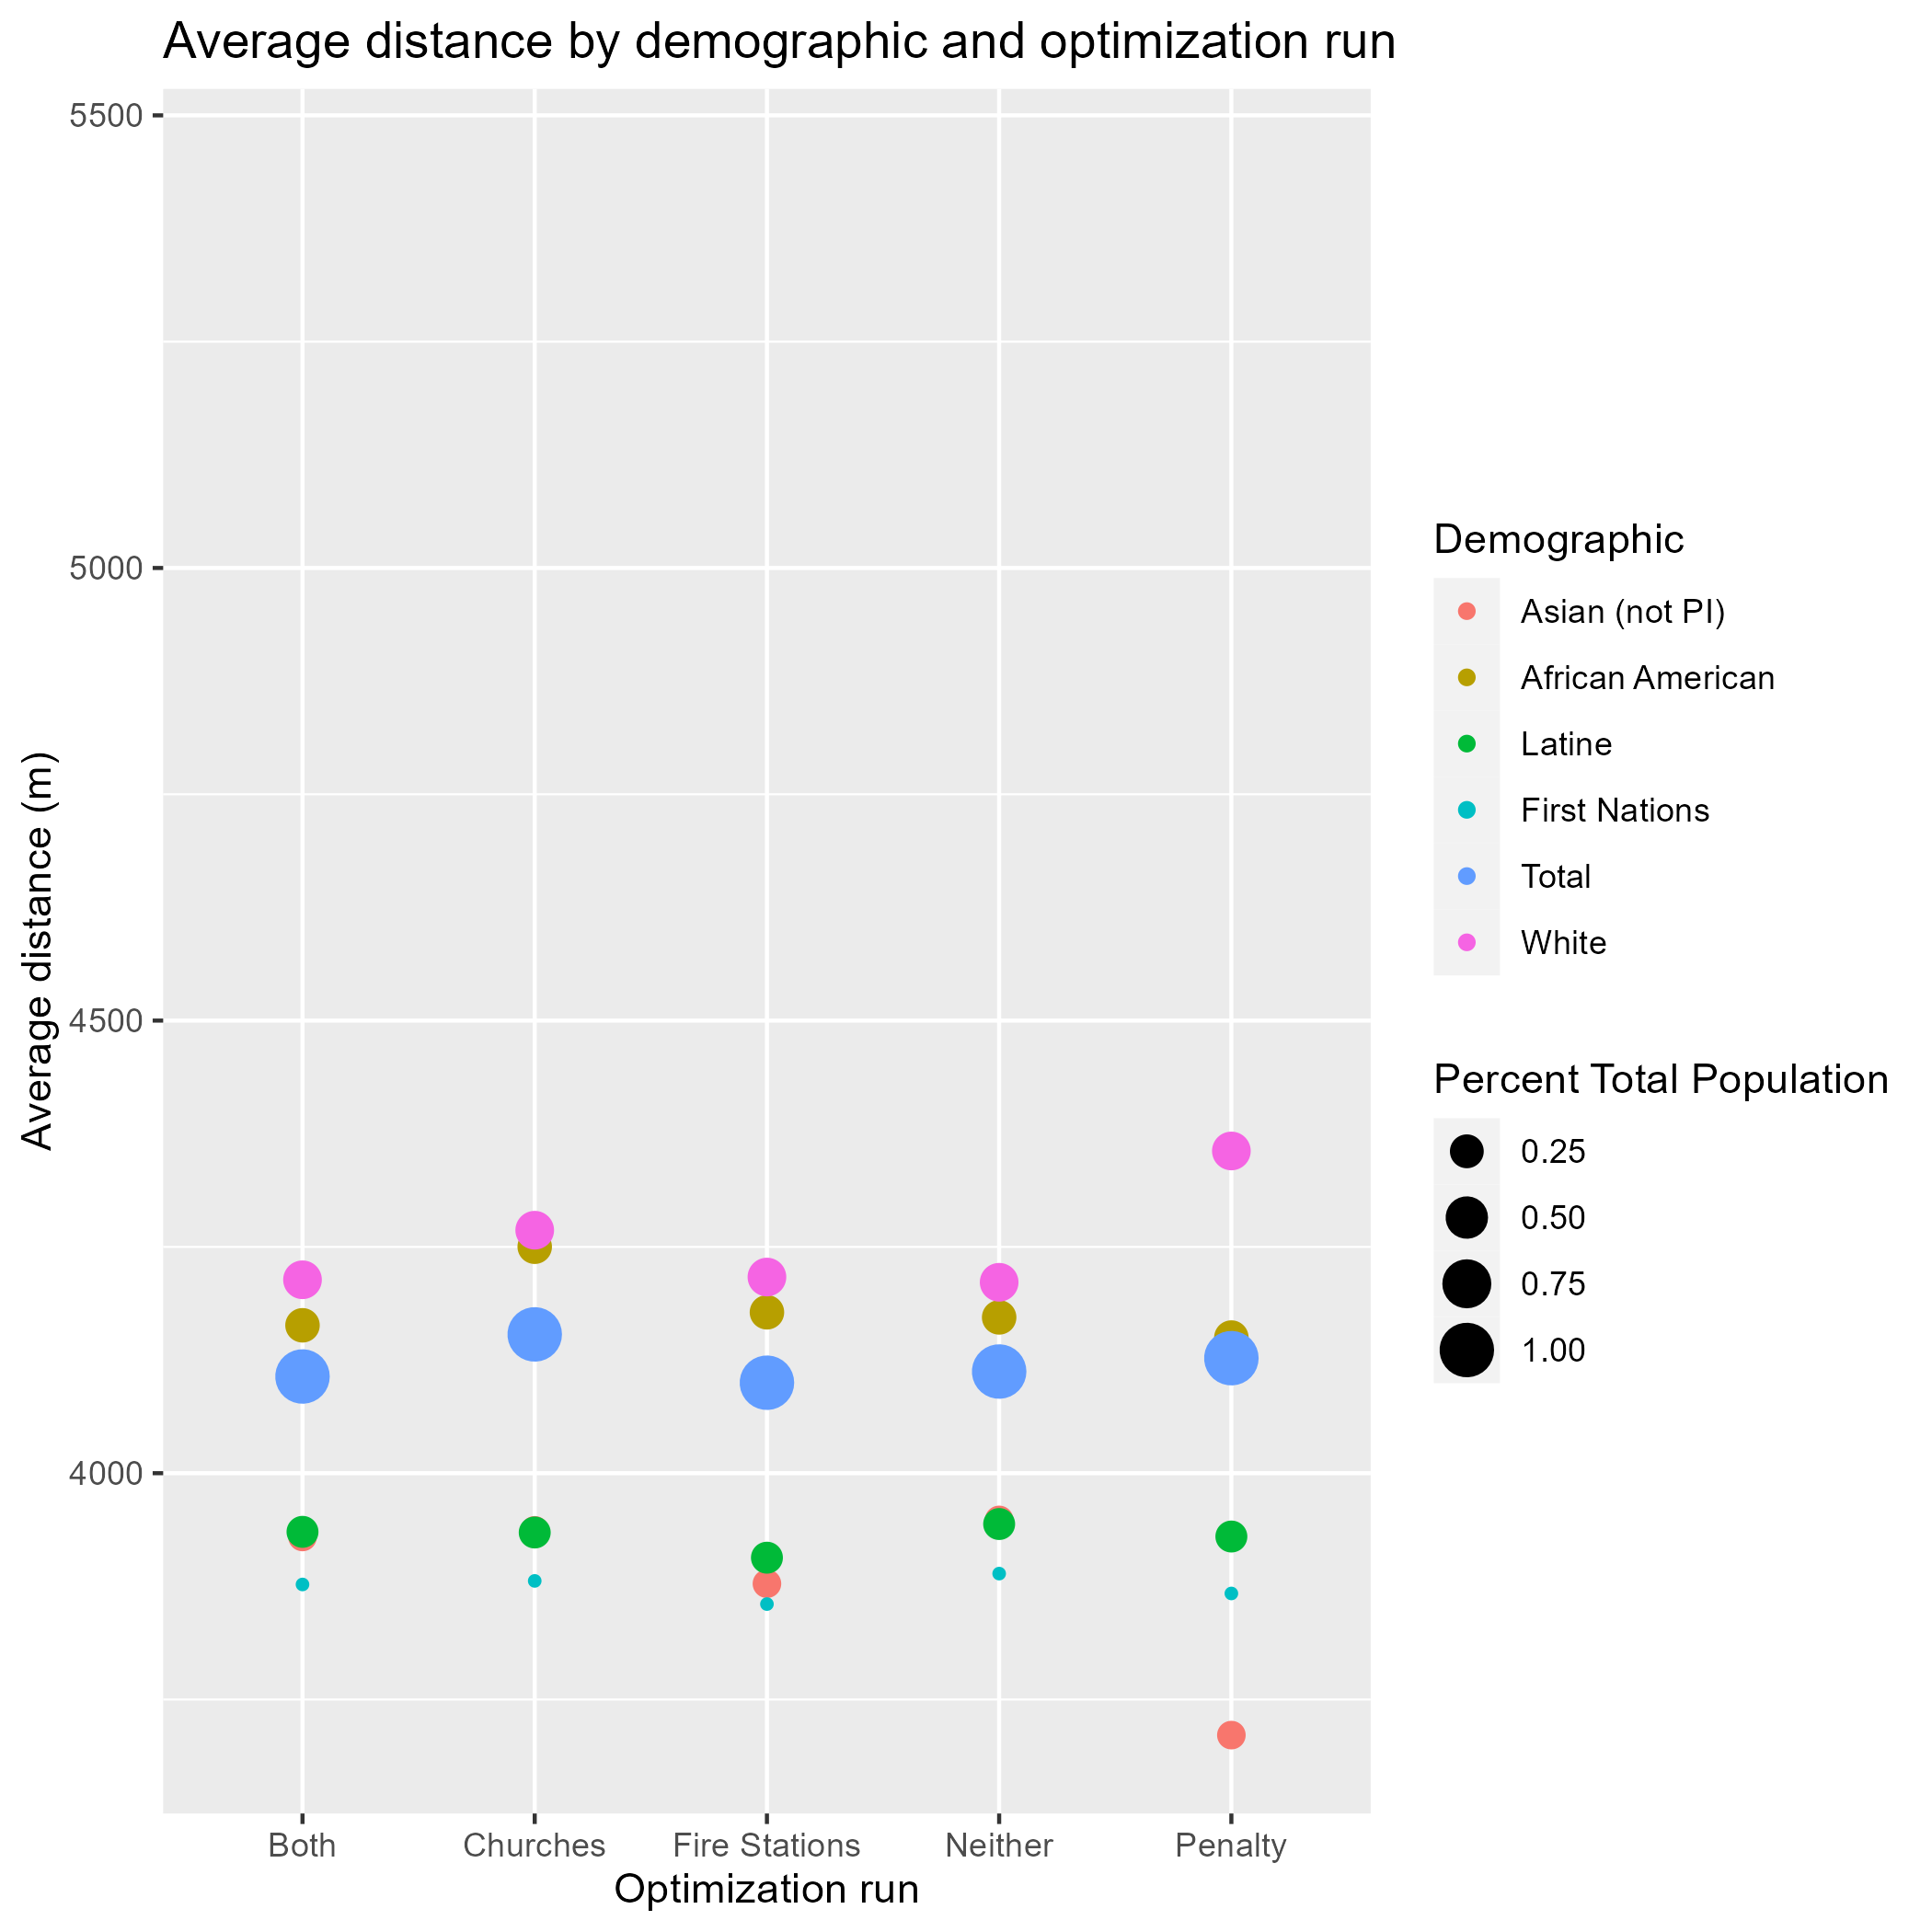 Average distance by demographic and optimization run
5500
5000
4500
4000
Average distance (m)
Both
Churches
Fire Stations
Neither
Penalty
Optimization run
Demographic
Asian (not PI)
African American
Latine
First Nations
Total
White
Percent Total Population
0.25
0.50
0.75
1.00